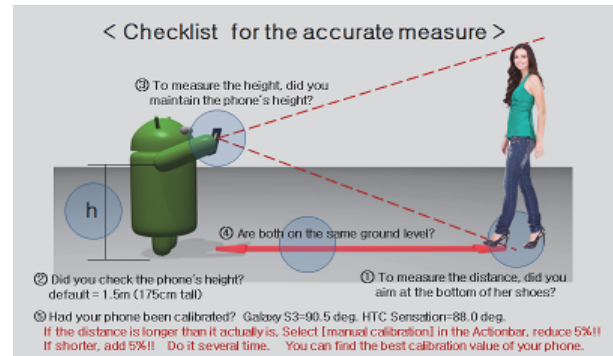 < Checklist for the accurate measure >
③ To measure the height, did you
maintain the phone's height?
h
④ Are both on the same ground level?
② Did you check the phone's height?
default = 1.5m (175cm tall)
① To measure the distance, did you
aim at the bottom of her shoes?
⑤ Had your phone been calibrated? Galaxy S3=90.5 deg. HTC Sensation=88.0 deg.
If the distance is longer than it actually is, Select [manual calibration] in the Actionbar, reduce 5%!!
If shorter, add 5%!! Do it several time. You can find the best calibration value of your phone.